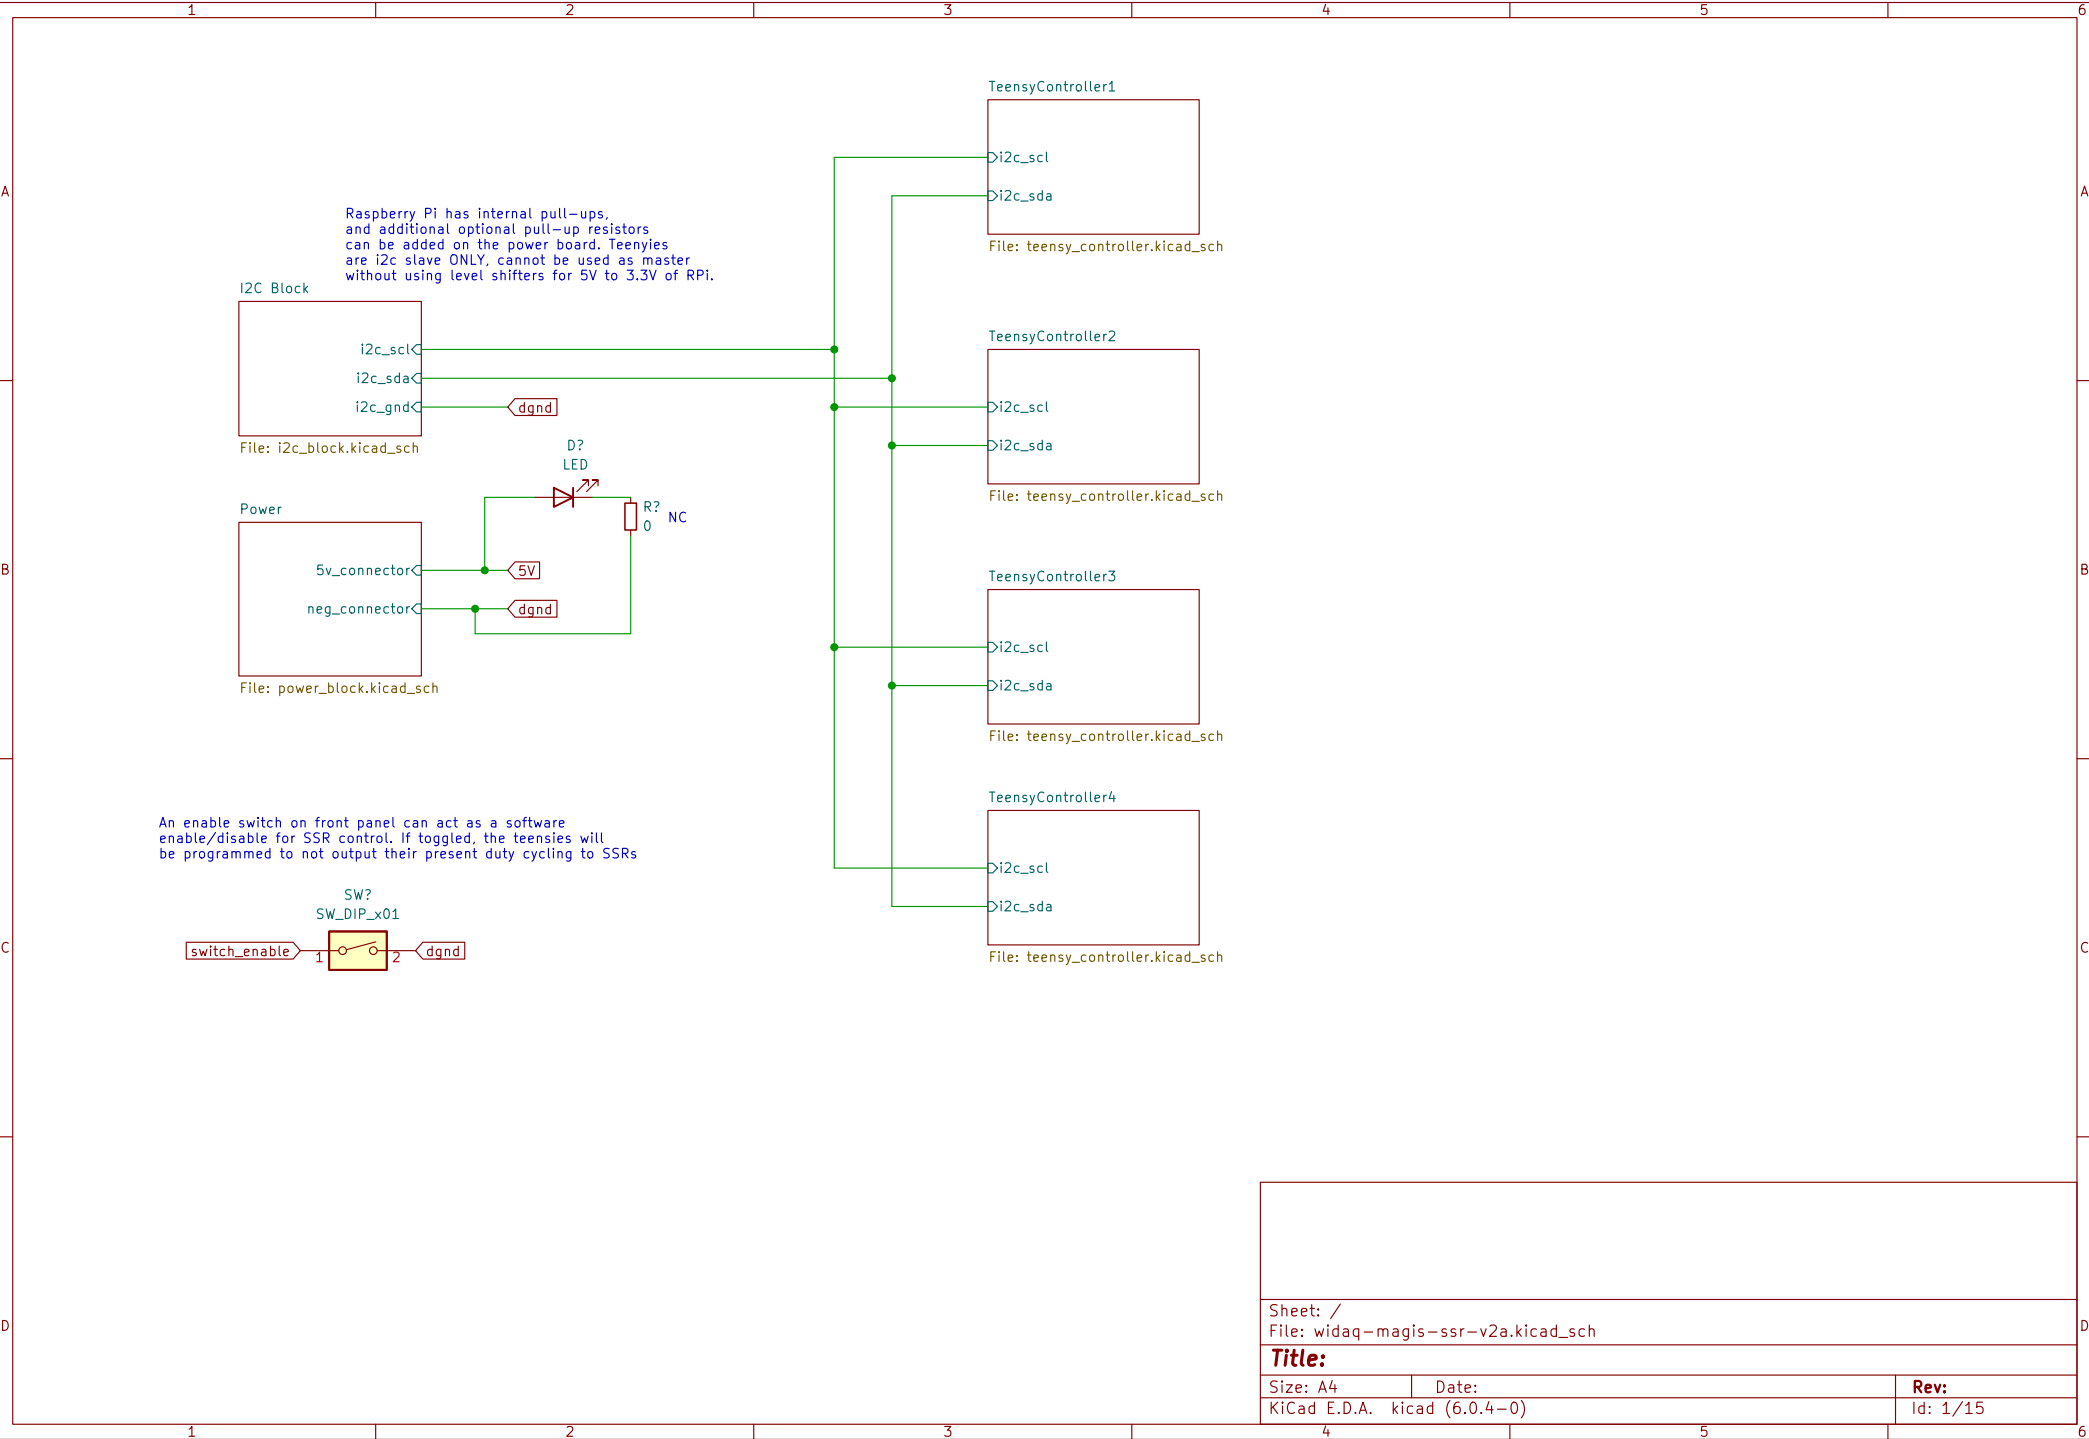 1 2 3 4 5 6
TeensyController1
i2c_scl
i2c_sda
File: teensy_controller.kicad_sch
A
A
Raspberry Pi has internal pull-ups,
and additional optional pull-up resistors
can be added on the power board. Teenyies
are i2c slave ONLY, cannot be used as master
without using level shifters for 5V to 3.3V of RPi.
I2C Block
i2c_scl
i2c_sda
i2c_gnd
dgnd
File: i2c_block.kicad_sch
TeensyController2
i2c_scl
i2c_sda
File: teensy_controller.kicad_sch
D?
LED
R?
0
NC
Power
5v_connector
5V
neg_connector
dgnd
File: power_block.kicad_sch
B
B
TeensyController3
i2c_scl
i2c_sda
File: teensy_controller.kicad_sch
An enable switch on front panel can act as a software
enable/disable for SSR control. If toggled, the teensies will
be programmed to not output their present duty cycling to SSRs
SW?
SW_DIP_x01
switch_enable
1
2
dgnd
TeensyController4
i2c_scl
i2c_sda
File: teensy_controller.kicad_sch
C
C
D
D
Sheet: /
File: widaq-magis-ssr-v2a.kicad_sch
Title:
Size: A4
Date:
Rev:
KiCad E.D.A. kicad (6.0.4-0)
Id: 1/15
1 2 3 4 5 6